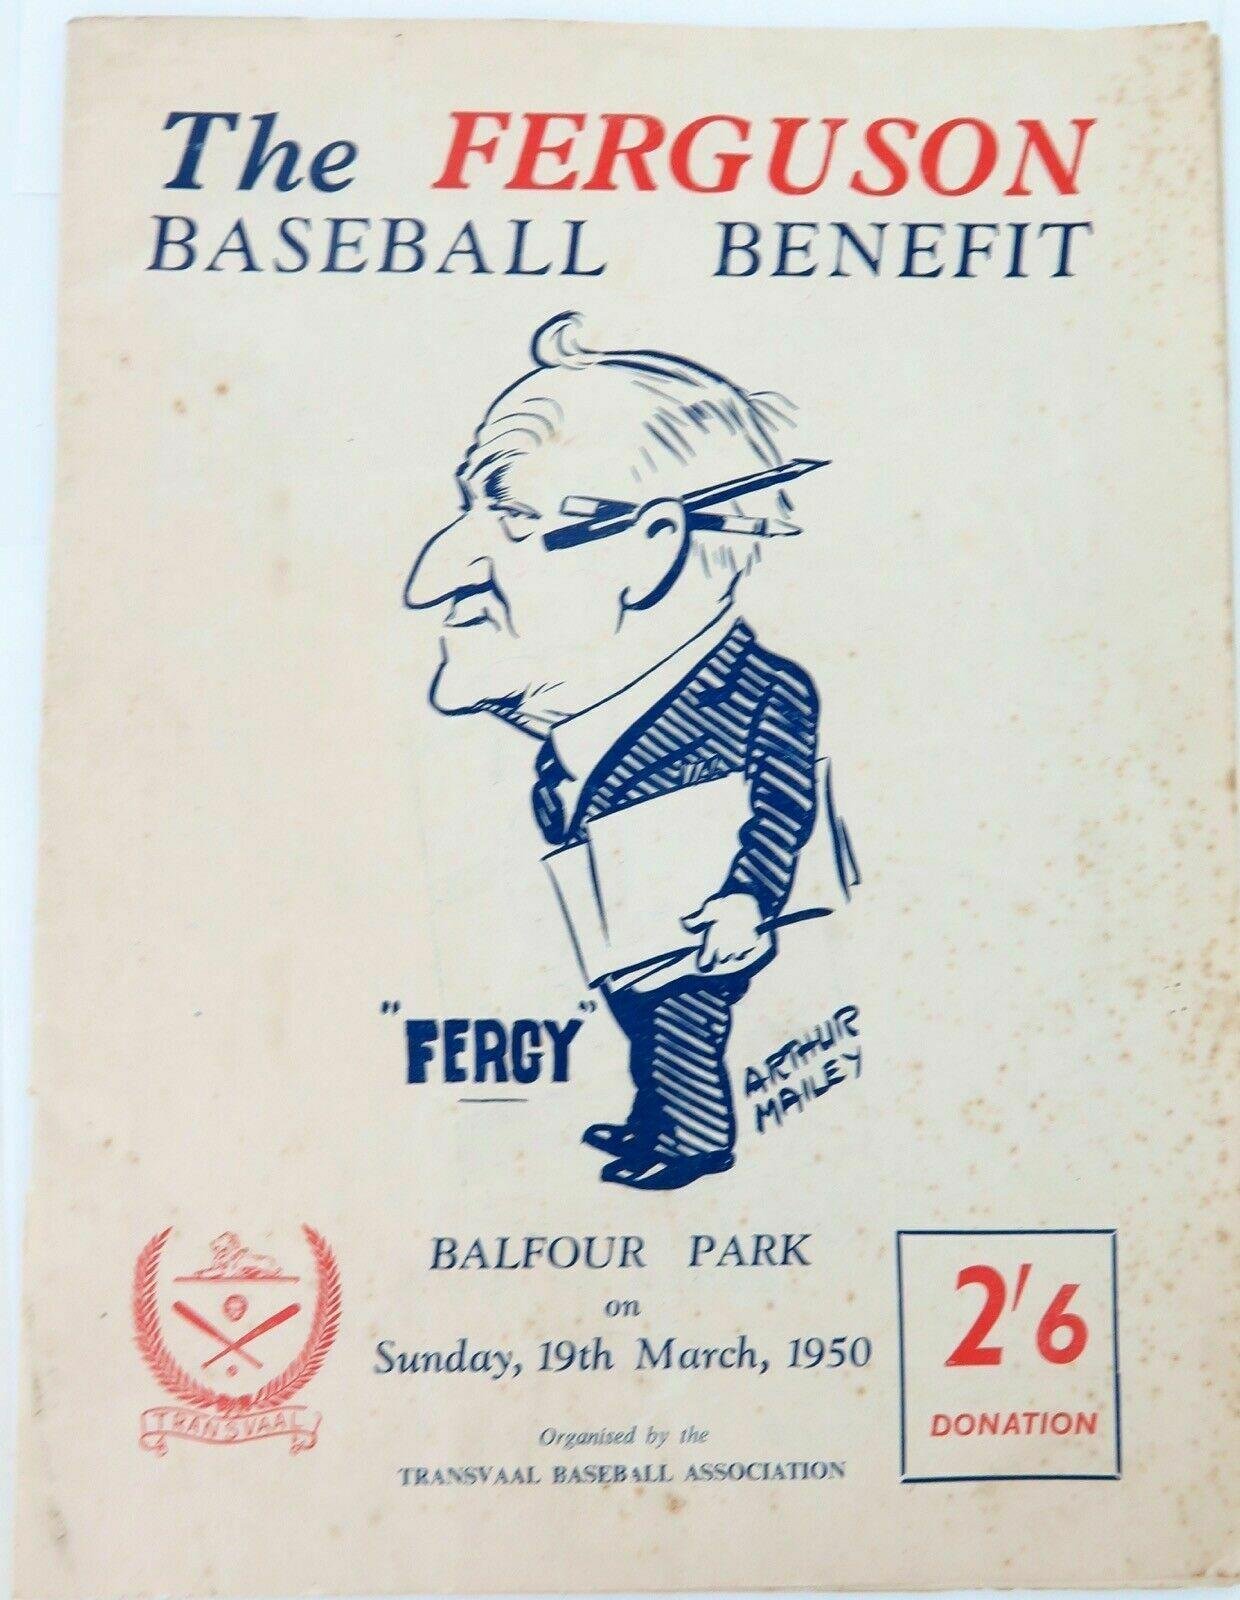 The FERGUSON
BASEBALL BENEFIT
"FERGY"
ARTHUR
MAILEY
BALFOUR PARK
on
Sunday, 19th March, 1950
Organised by the
TRANSVAAL BASEBALL ASSOCIATION
TRANSVAAL
2'6
DONATION